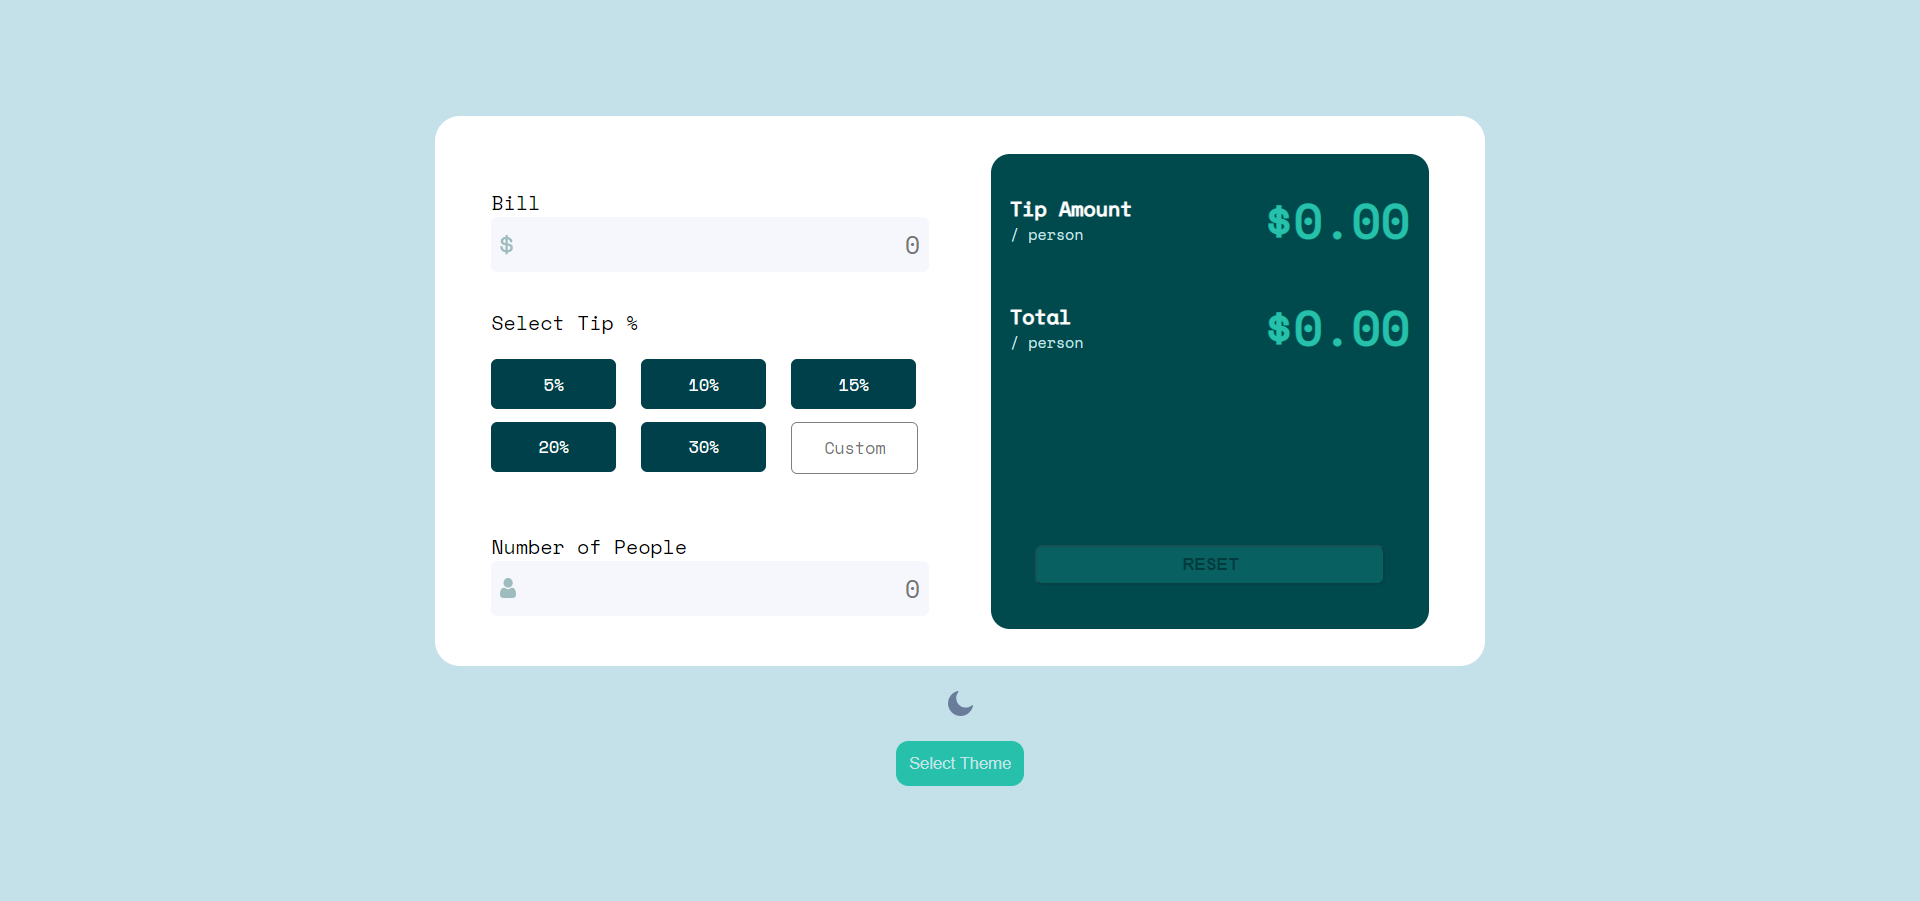 Bill
$ 0
Select Tip %
5% 10% 15%
20% 30% Custom
Number of People
0
Tip Amount
/ person
$0.00
Total
/ person
$0.00
RESET
Select Theme